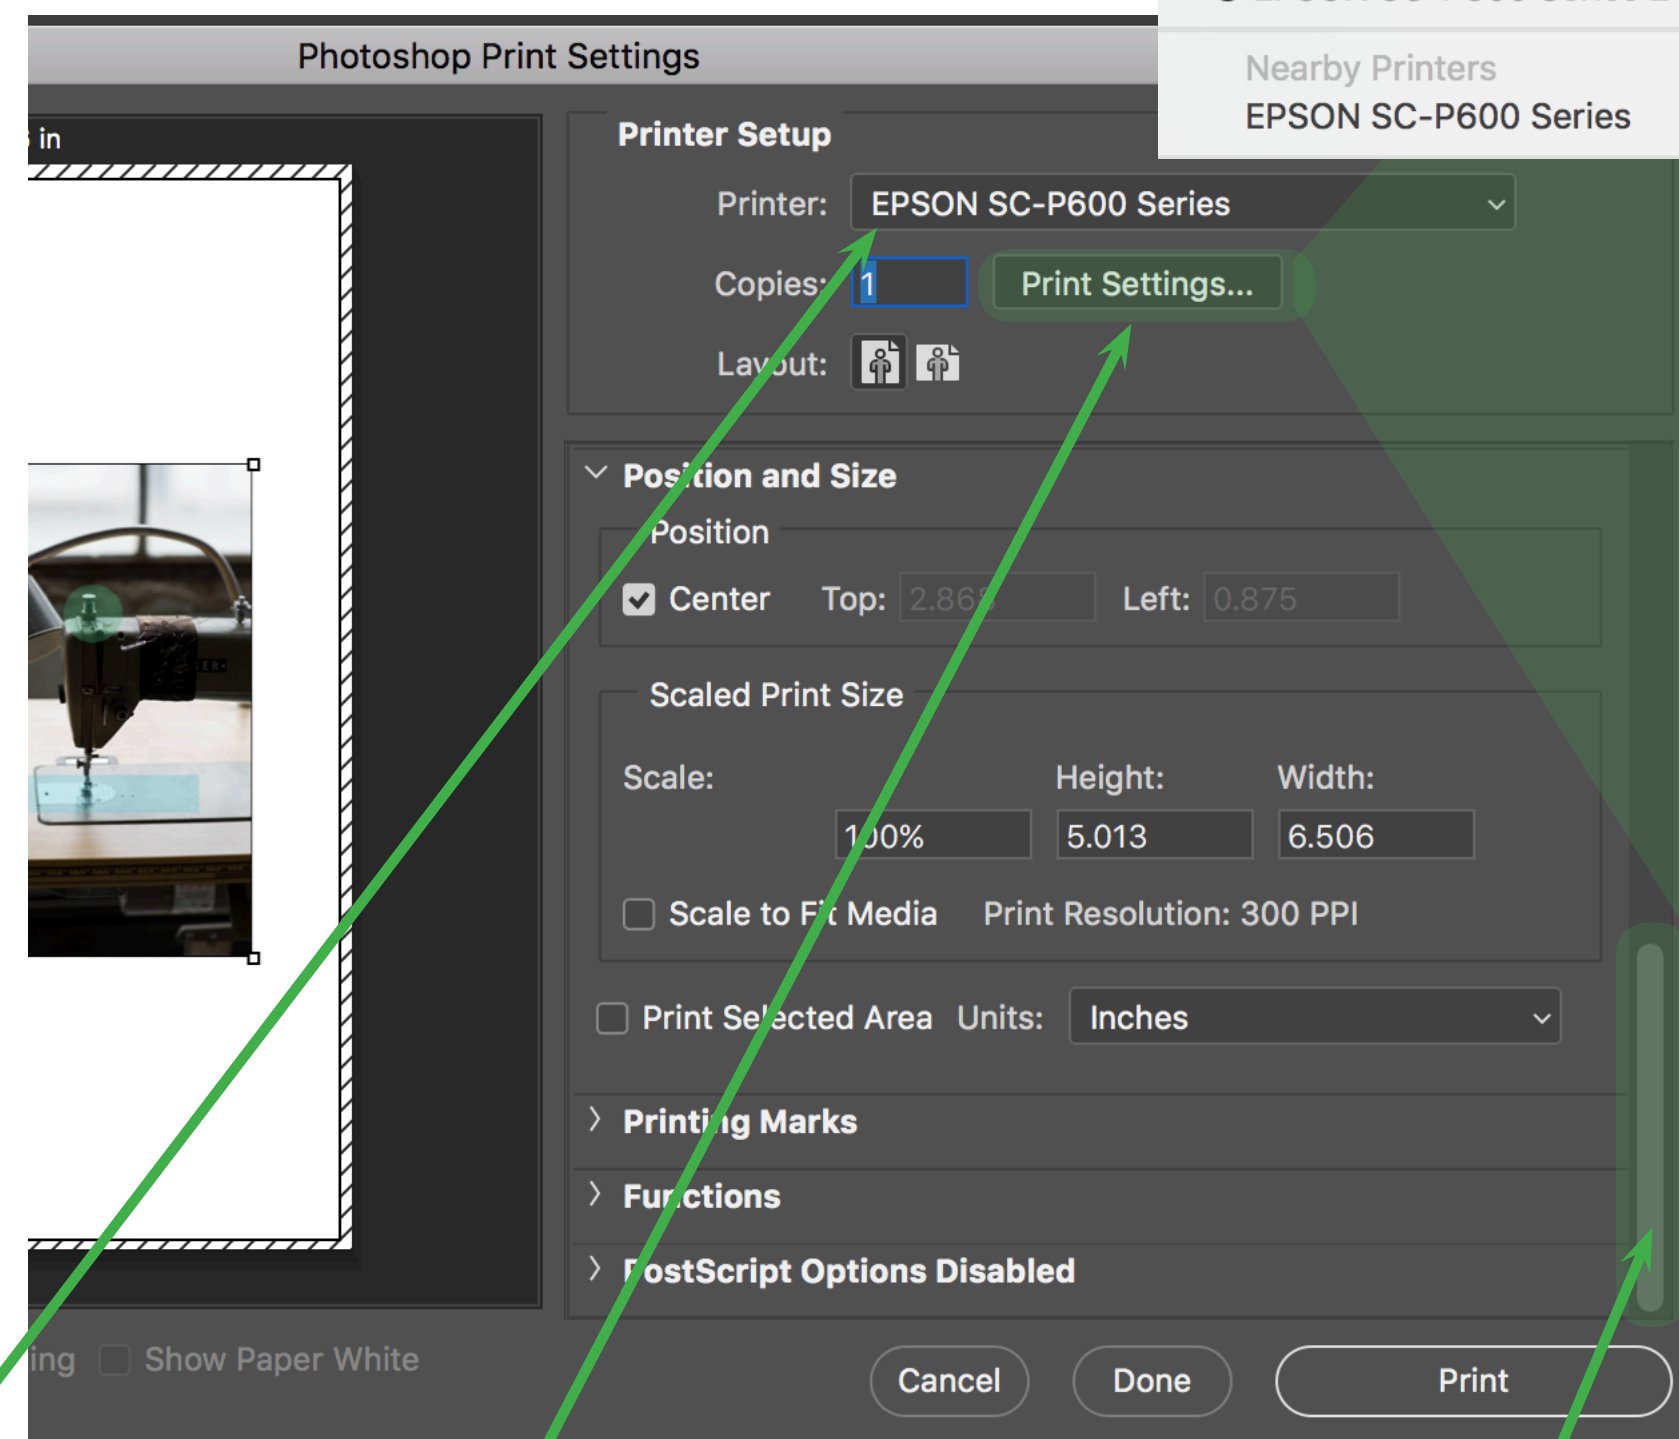 Nearby Printers
EPSON SC-P600 Series
Photoshop Print Settings
in
Printer Setup
Printer: EPSON SC-P600 Series
Copies: 1 Print Settings...
Layout:
Position and Size
Position
Center Top: 2.868 Left: 0.875
Scaled Print Size
Scale: Height: Width:
100% 5.013 6.506
Scale to Fit Media Print Resolution: 300 PPI
Print Selected Area Units: Inches
Printing Marks
Functions
PostScript Options Disabled
ing Show Paper White
Cancel Done Print